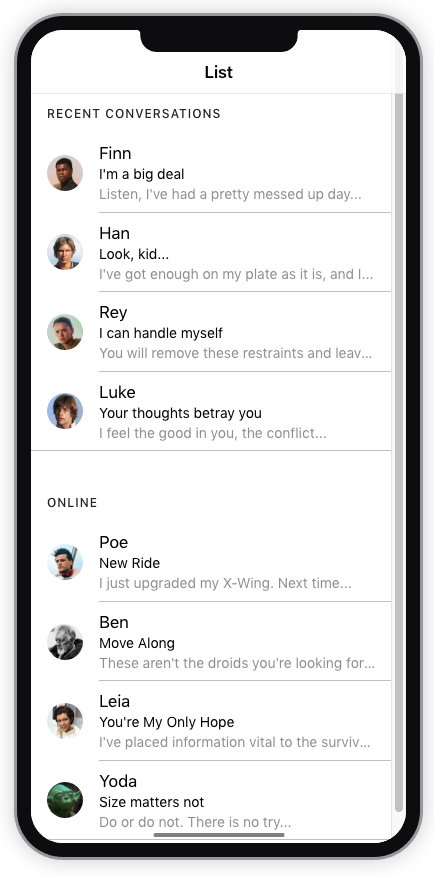 List
RECENT CONVERSATIONS
Finn
I'm a big deal
Listen, I've had a pretty messed up day...
Han
Look, kid...
I've got enough on my plate as it is, and I...
Rey
I can handle myself
You will remove these restraints and leav...
Luke
Your thoughts betray you
I feel the good in you, the conflict...
ONLINE
Poe
New Ride
I just upgraded my X-Wing. Next time...
Ben
Move Along
These aren't the droids you're looking for...
Leia
You're My Only Hope
I've placed information vital to the surviv...
Yoda
Size matters not
Do or do not. There is no try...